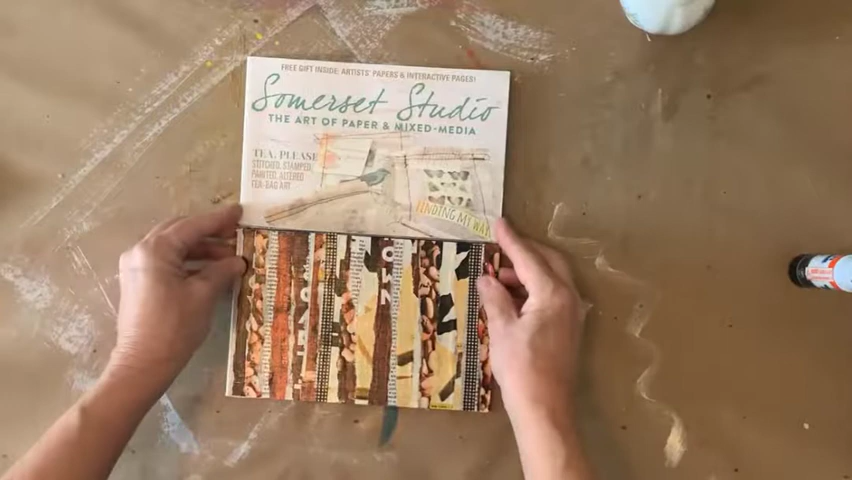 FREE GIFT INSIDE: ARTISTS' PAPERS & INTERACTIVE PAGES!
Somerset Studio
THE ART OF PAPER & MIXED-MEDIA
TEA, PLEASE
STITCHED, STAMPED,
PAINTED, ALTERED
TEA-BAG ART
FINDING MY WAY